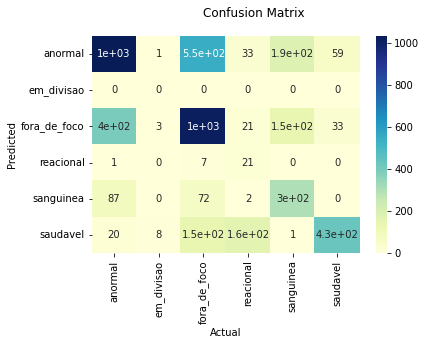 Confusion Matrix
anormal 1e+03 1 5.5e+02 33 1.9e+02 59
em_divisao 0 0 0 0 0 0
fora_de_foco 4e+02 3 1e+03 21 1.5e+02 33
reacional 1 0 7 21 0 0
sanguinea 87 0 72 2 3e+02 0
saudavel 20 8 1.5e+02 1.6e+02 1 4.3e+02
Predicted
anormal em_divisao fora_de_foco reacional sanguinea saudavel
Actual
1000
800
600
400
200
0